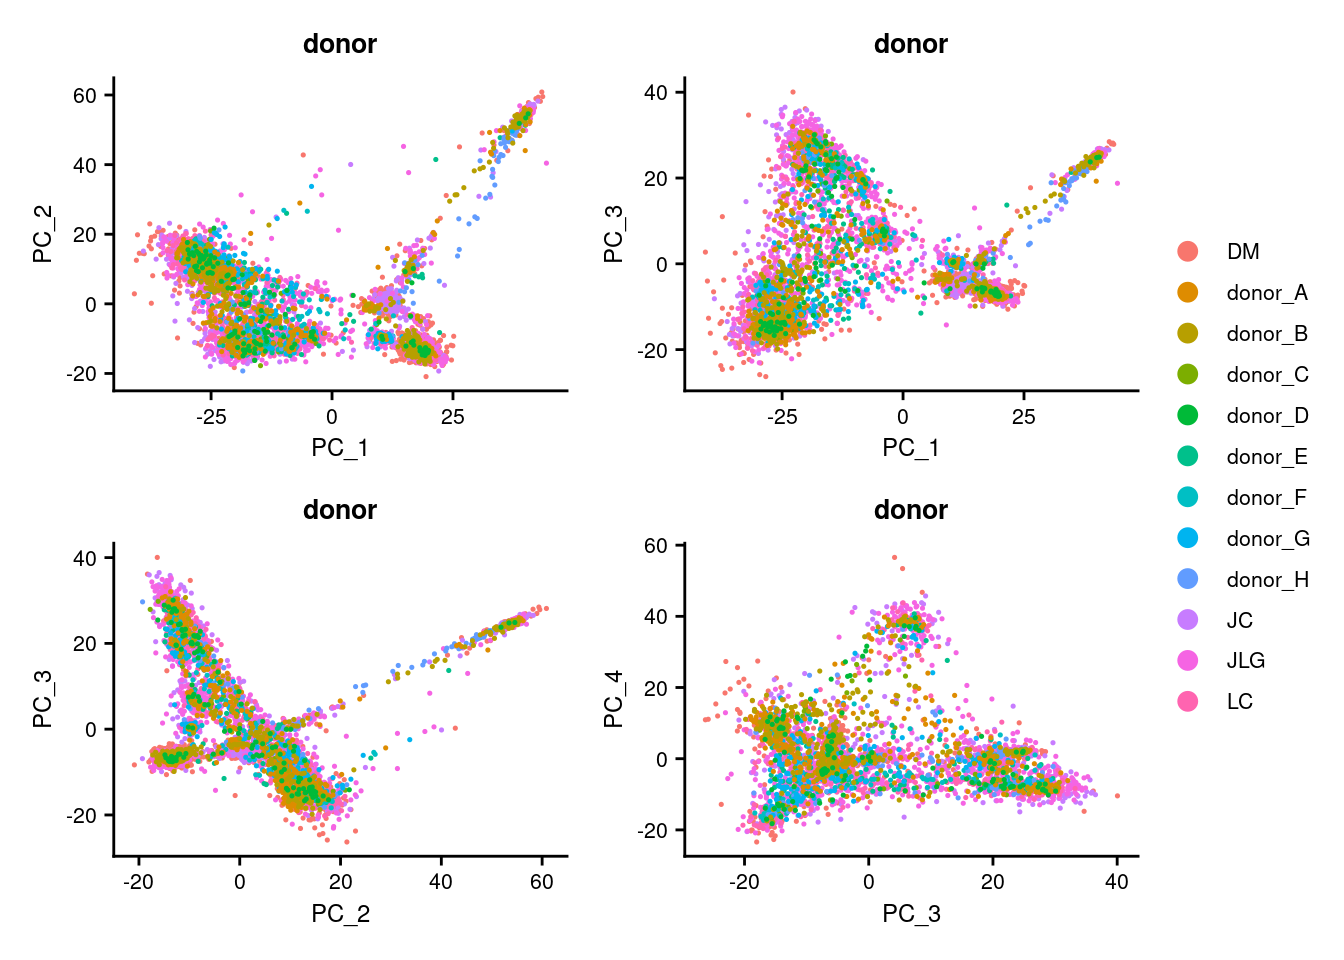 donor
donor
60
40
20
0
-20
PC_2
-25
0
25
PC_1
40
20
0
-20
PC_3
-25
0
25
PC_1
donor
donor
40
20
0
-20
PC_3
-20
0
20
40
60
PC_2
60
40
20
0
-20
PC_4
-20
0
20
40
PC_3
DM
donor_A
donor_B
donor_C
donor_D
donor_E
donor_F
donor_G
donor_H
JC
JLG
LC